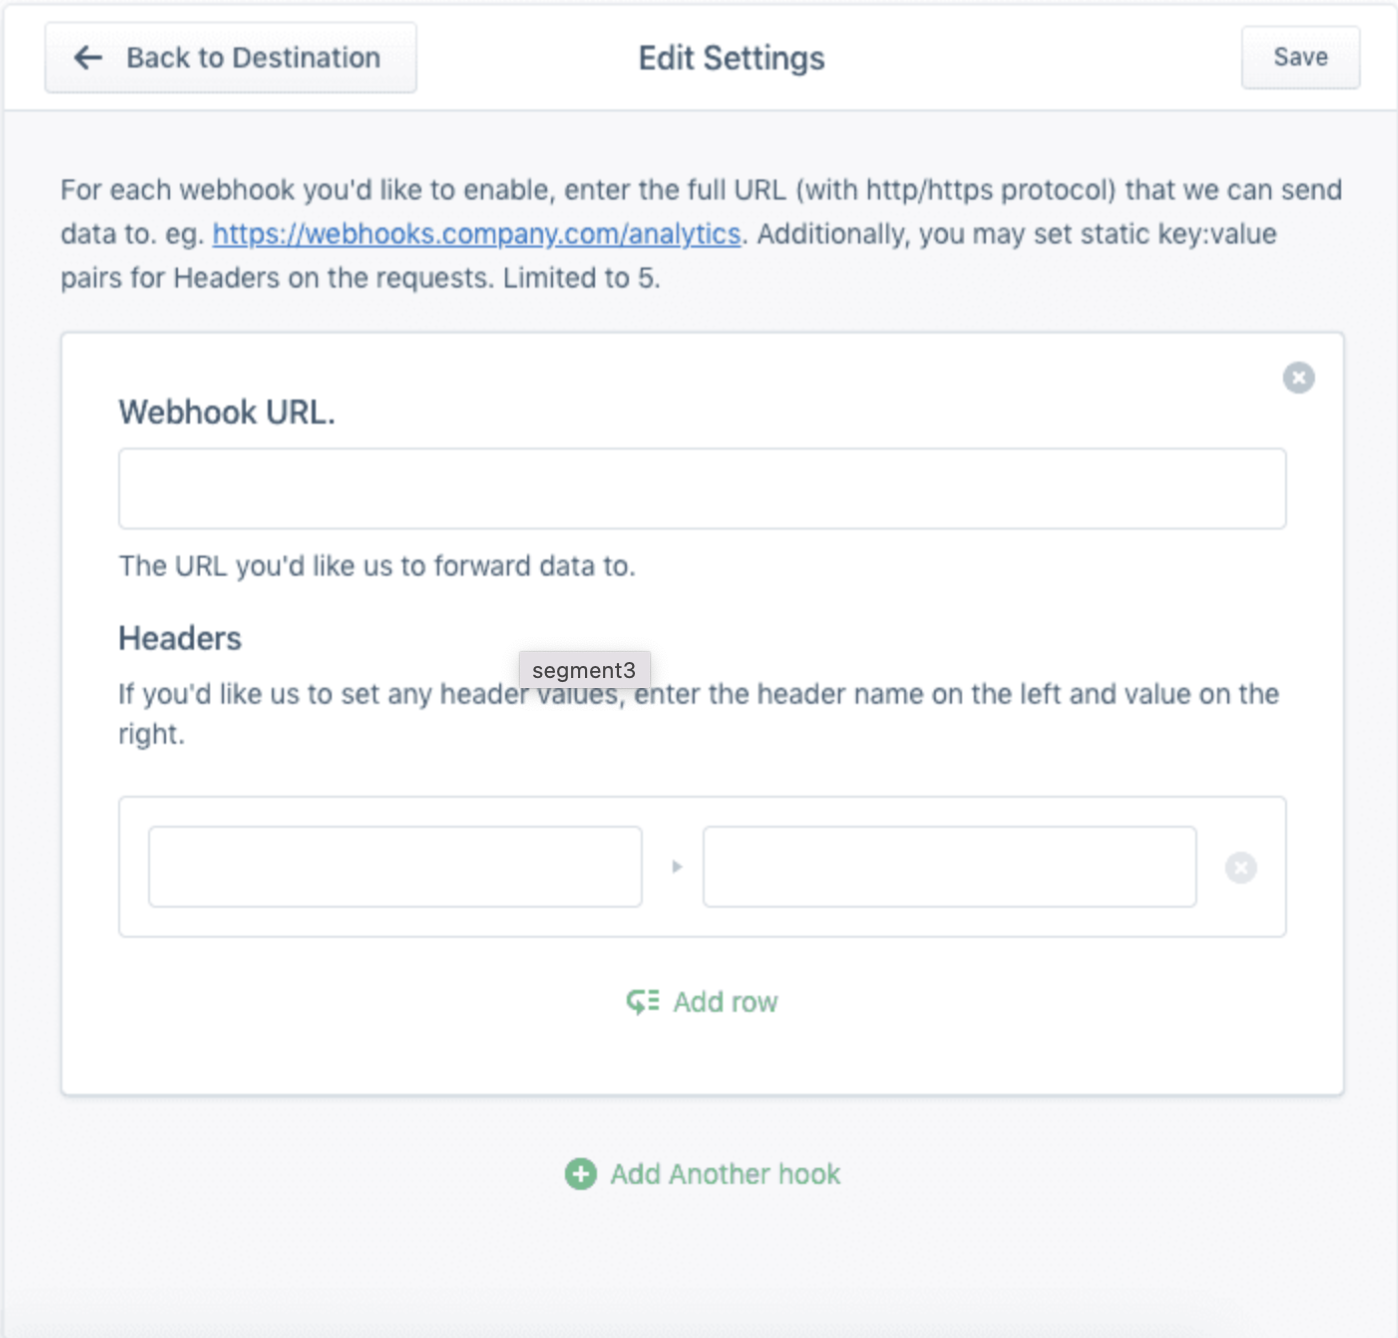 Back to Destination
Edit Settings
Save
For each webhook you'd like to enable, enter the full URL (with http/https protocol) that we can send
data to. eg. https://webhooks.company.com/analytics. Additionally, you may set static key:value
pairs for Headers on the requests. Limited to 5.
Webhook URL.
The URL you'd like us to forward data to.
Headers
segment3
If you'd like us to set any header values, enter the header name on the left and value on the
right.
Add row
Add Another hook